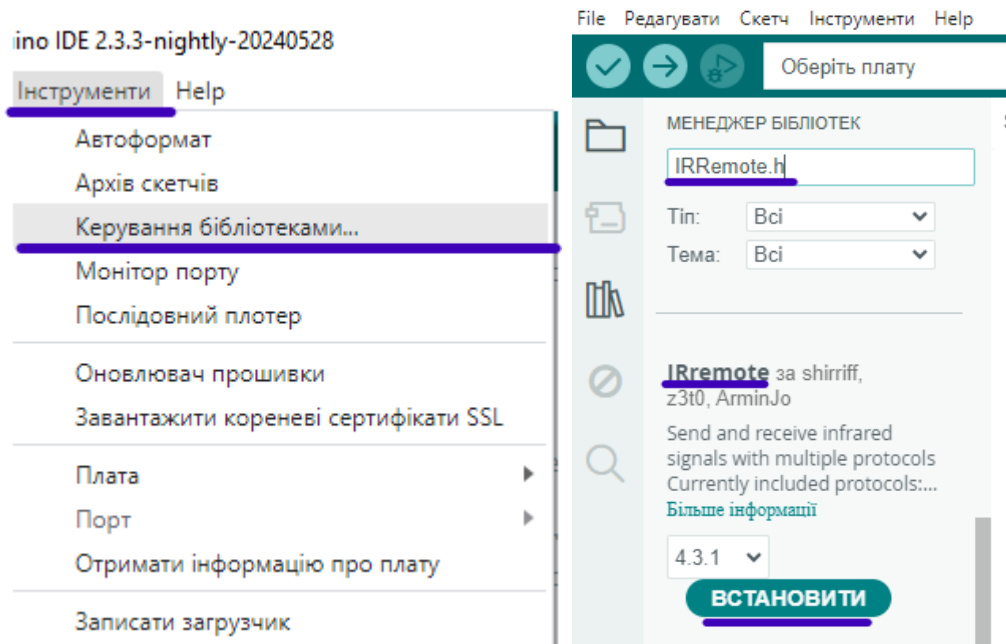 ino IDE 2.3.3-nightly-20240528
Інструменти Help
Автоформат
Архів скетчів
Керування бібліотеками...
Монітор порту
Послідовний плотер
Оновлювач прошивки
Завантажити кореневі сертифікати SSL
Плата
Порт
Отримати інформацію про плату
Записати загрузчик
File Редагувати Скетч Інструменти Help
Оберіть плату
МЕНЕДЖЕР БІБЛІОТЕК
IRRemote.h
Тіп: Всі
Тема: Всі
IRremote за shirriff,
z3t0, ArminJo
Send and receive infrared
signals with multiple protocols
Currently included protocols:...
Більше інформації
4.3.1
ВСТАНОВИТИ